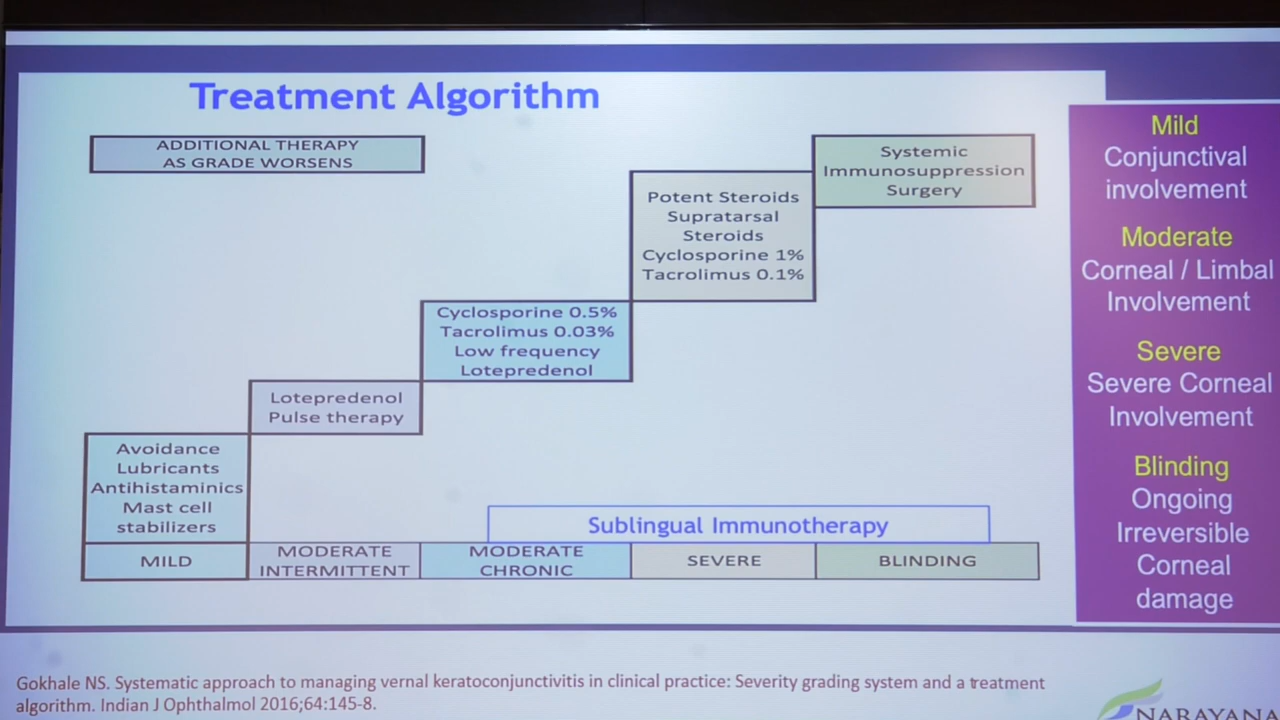 Treatment Algorithm
ADDITIONAL THERAPY
AS GRADE WORSENS
Systemic
Immunosuppression
Surgery
Potent Steroids
Supratarsal
Steroids
Cyclosporine 1%
Tacrolimus 0.1%
Cyclosporine 0.5%
Tacrolimus 0.03%
Low frequency
Lotepredenol
Lotepredenol
Pulse therapy
Avoidance
Lubricants
Antihistaminics
Mast cell
stabilizers
Sublingual Immunotherapy
MILD
MODERATE
INTERMITTENT
MODERATE
CHRONIC
SEVERE
BLINDING
Mild
Conjunctival
involvement
Moderate
Corneal / Limbal
Involvement
Severe
Severe Corneal
Involvement
Blinding
Ongoing
Irreversible
Corneal
damage
Gokhale NS. Systematic approach to managing vernal keratoconjunctivitis in clinical practice: Severity grading system and a treatment
algorithm. Indian J Ophthalmol 2016;64:145-8.
NARAYANA